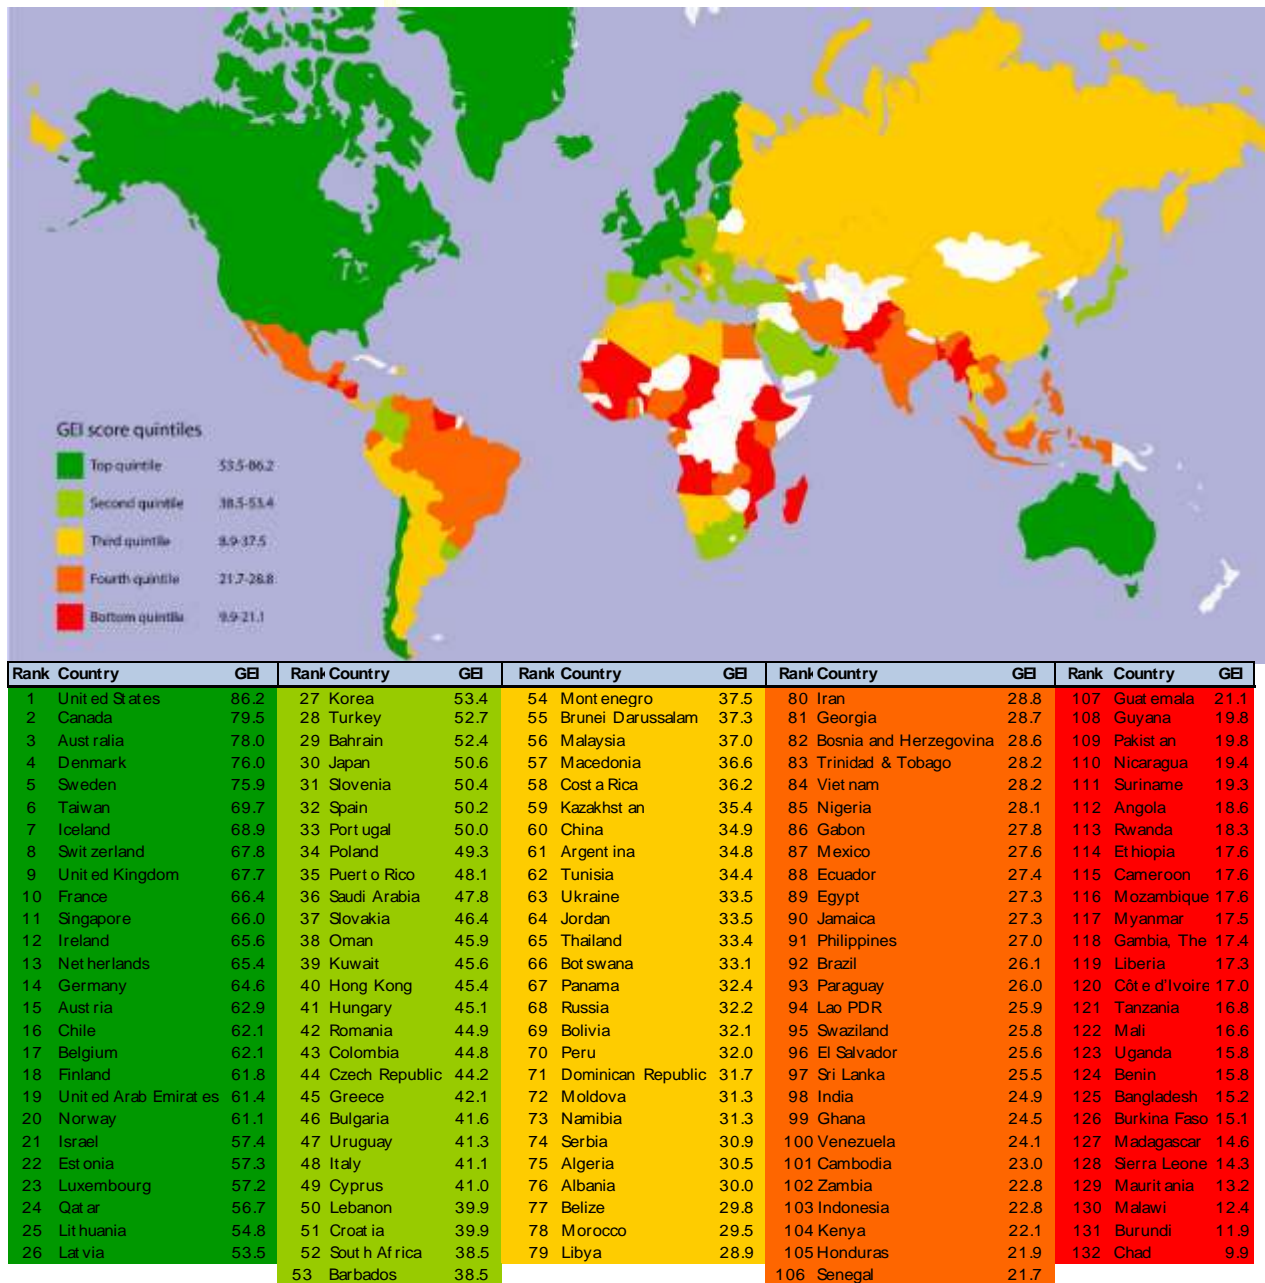 GEI score quintiles
Top quintile 53.5-86.2
Second quintile 38.5-53.4
Third quintile 8.9-37.5
Fourth quintile 21.7-28.8
Bottom quintile 9.9-21.1
Rank Country GEI
1 United States 86.2
2 Canada 79.5
3 Australia 78.0
4 Denmark 76.0
5 Sweden 75.9
6 Taiwan 69.7
7 Iceland 68.9
8 Switzerland 67.8
9 United Kingdom 67.7
10 France 66.4
11 Singapore 66.0
12 Ireland 65.6
13 Netherlands 65.4
14 Germany 64.6
15 Austria 62.9
16 Chile 62.1
17 Belgium 62.1
18 Finland 61.8
19 United Arab Emirates 61.4
20 Norway 61.1
21 Israel 57.4
22 Estonia 57.3
23 Luxembourg 57.2
24 Qatar 56.7
25 Lithuania 54.8
26 Latvia 53.5
Rank Country GEI
27 Korea 53.4
28 Turkey 52.7
29 Bahrain 52.4
30 Japan 50.6
31 Slovenia 50.4
32 Spain 50.2
33 Portugal 50.0
34 Poland 49.3
35 Puerto Rico 48.1
36 Saudi Arabia 47.8
37 Slovakia 46.4
38 Oman 45.9
39 Kuwait 45.6
40 Hong Kong 45.4
41 Hungary 45.1
42 Romania 44.9
43 Colombia 44.8
44 Czech Republic 44.2
45 Greece 42.1
46 Bulgaria 41.6
47 Uruguay 41.3
48 Italy 41.1
49 Cyprus 41.0
50 Lebanon 39.9
51 Croatia 39.9
52 South Africa 38.5
53 Barbados 38.5
Rank Country GEI
54 Montenegro 37.5
55 Brunei Darussalam 37.3
56 Malaysia 37.0
57 Macedonia 36.6
58 Costa Rica 36.2
59 Kazakhstan 35.4
60 China 34.9
61 Argentina 34.8
62 Tunisia 34.4
63 Ukraine 33.5
64 Jordan 33.5
65 Thailand 33.4
66 Botswana 33.1
67 Panama 32.4
68 Russia 32.2
69 Bolivia 32.1
70 Peru 32.0
71 Dominican Republic 31.7
72 Moldova 31.3
73 Namibia 31.3
74 Serbia 30.9
75 Algeria 30.5
76 Albania 30.0
77 Belize 29.8
78 Morocco 29.5
79 Libya 28.9
Rank Country GEI
80 Iran 28.8
81 Georgia 28.7
82 Bosnia and Herzegovina 28.6
83 Trinidad & Tobago 28.2
84 Vietnam 28.2
85 Nigeria 28.1
86 Gabon 27.8
87 Mexico 27.6
88 Ecuador 27.4
89 Egypt 27.3
90 Jamaica 27.3
91 Philippines 27.0
92 Brazil 26.1
93 Paraguay 26.0
94 Lao PDR 25.9
95 Swaziland 25.8
96 El Salvador 25.6
97 Sri Lanka 25.5
98 India 24.9
99 Ghana 24.5
100 Venezuela 24.1
101 Cambodia 23.0
102 Zambia 22.8
103 Indonesia 22.8
104 Kenya 22.1
105 Honduras 21.9
106 Senegal 21.7
Rank Country GEI
107 Guatemala 21.1
108 Guyana 19.8
109 Pakistan 19.8
110 Nicaragua 19.4
111 Suriname 19.3
112 Angola 18.6
113 Rwanda 18.3
114 Ethiopia 17.6
115 Cameroon 17.6
116 Mozambique 17.6
117 Myanmar 17.5
118 Gambia, The 17.4
119 Liberia 17.3
120 Côte d'Ivoire 17.0
121 Tanzania 16.8
122 Mali 16.6
123 Uganda 15.8
124 Benin 15.8
125 Bangladesh 15.2
126 Burkina Faso 15.1
127 Madagascar 14.6
128 Sierra Leone 14.3
129 Mauritania 13.2
130 Malawi 12.4
131 Burundi 11.9
132 Chad 9.9